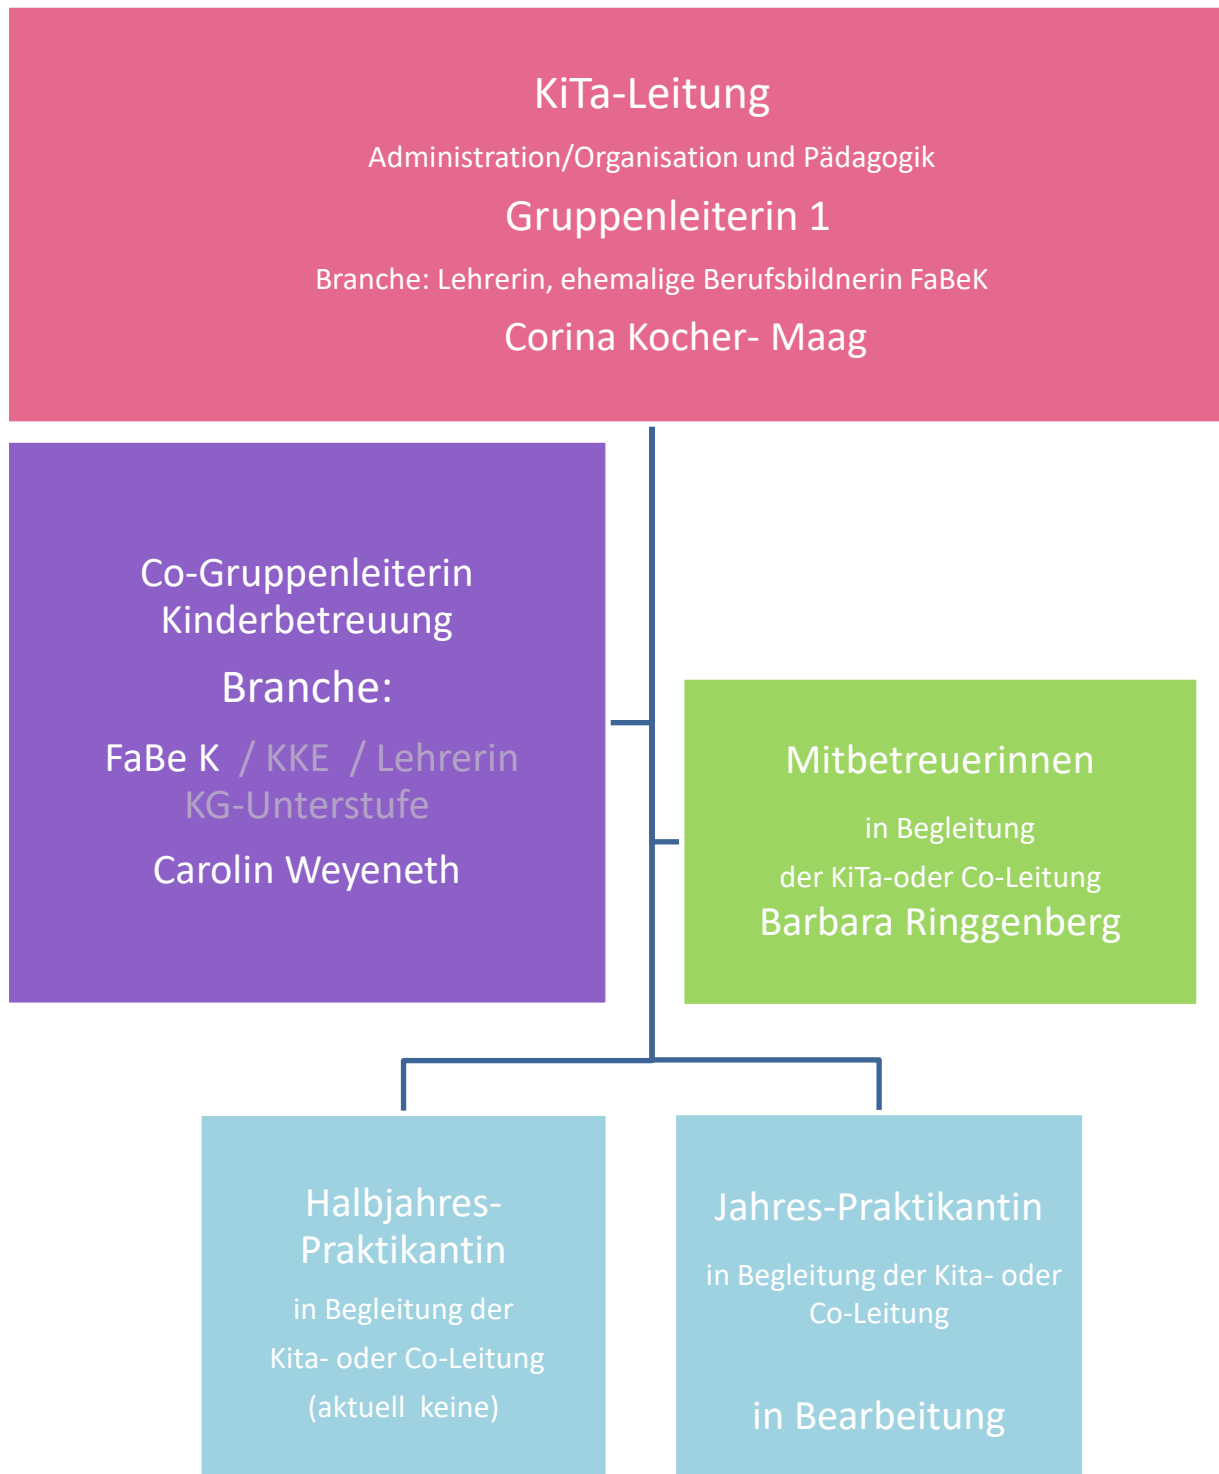 KiTa-Leitung
Administration/Organisation und Pädagogik
Gruppenleiterin 1
Branche: Lehrerin, ehemalige Berufsbildnerin FaBeK
Corina Kocher- Maag
Co-Gruppenleiterin
Kinderbetreuung
Branche:
FaBe K / KKE / Lehrerin
KG-Unterstufe
Carolin Weyeneth
Mitbetreuerinnen
in Begleitung
der KiTa-oder Co-Leitung
Barbara Ringgenberg
Halbjahres-
Praktikantin
in Begleitung der
Kita- oder Co-Leitung
(aktuell keine)
Jahres-Praktikantin
in Begleitung der Kita- oder
Co-Leitung
in Bearbeitung